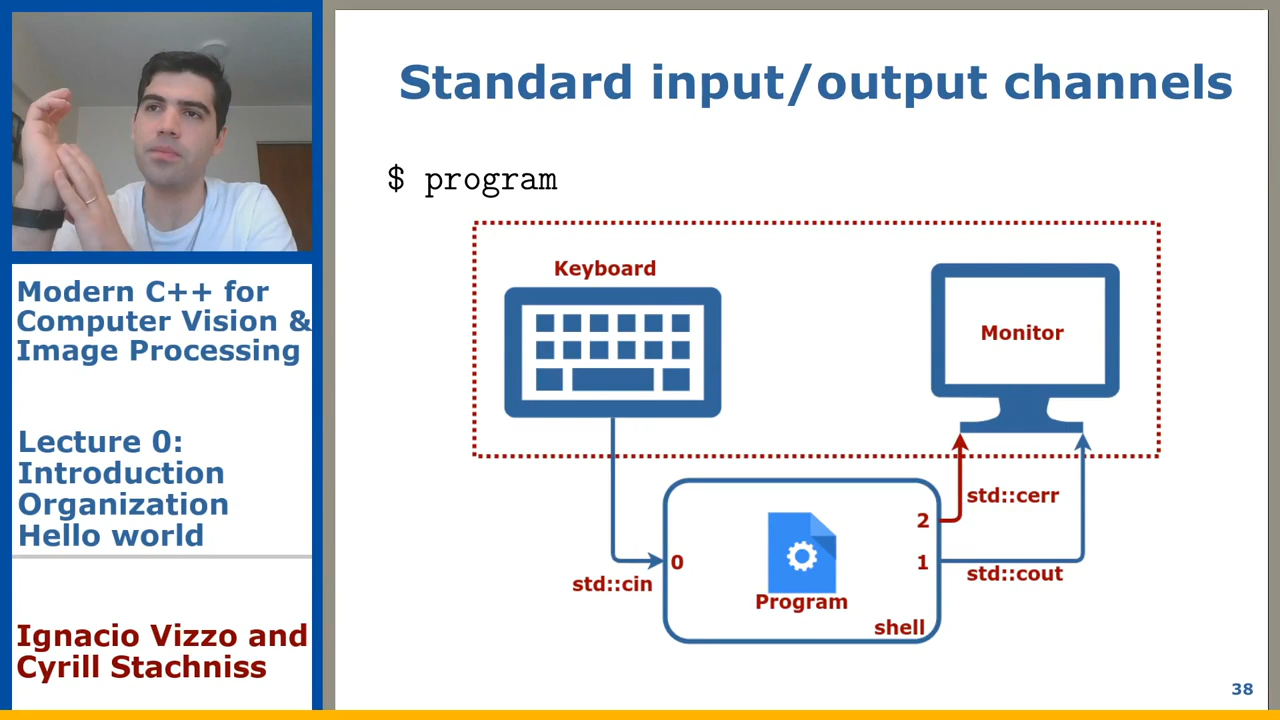 Modern C++ for
Computer Vision &
Image Processing
Lecture 0:
Introduction
Organization
Hello world
Ignacio Vizzo and
Cyrill Stachniss
Standard input/output channels
$ program
Keyboard
Monitor
std::cerr
2
0
1
std::cin
std::cout
Program
shell
38